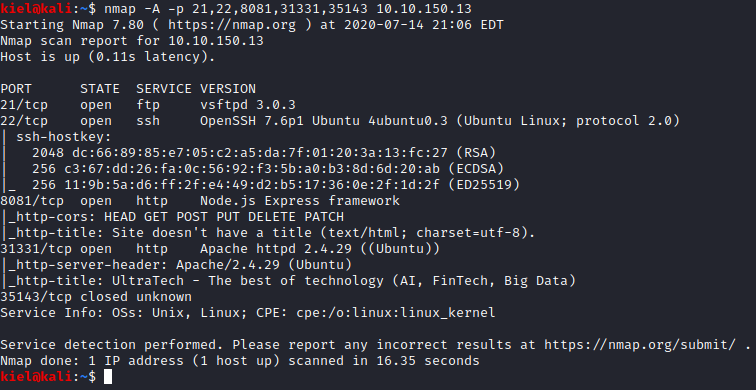 kiel@kali:~$ nmap -A -p 21,22,8081,31331,35143 10.10.150.13
Starting Nmap 7.80 ( https://nmap.org ) at 2020-07-14 21:06 EDT
Nmap scan report for 10.10.150.13
Host is up (0.11s latency).
PORT      STATE  SERVICE VERSION
21/tcp    open   ftp     vsftpd 3.0.3
22/tcp    open   ssh     OpenSSH 7.6p1 Ubuntu 4ubuntu0.3 (Ubuntu Linux; protocol 2.0)
| ssh-hostkey:
|   2048 dc:66:89:85:e7:05:c2:a5:da:7f:01:20:3a:13:fc:27 (RSA)
|   256 c3:67:dd:26:fa:0c:56:92:f3:5b:a0:b3:8d:6d:20:ab (ECDSA)
|_  256 11:9b:5a:d6:ff:2f:e4:49:d2:b5:17:36:0e:2f:1d:2f (ED25519)
8081/tcp  open   http    Node.js Express framework
|_http-cors: HEAD GET POST PUT DELETE PATCH
|_http-title: Site doesn't have a title (text/html; charset=utf-8).
31331/tcp open   http    Apache httpd 2.4.29 ((Ubuntu))
|_http-server-header: Apache/2.4.29 (Ubuntu)
|_http-title: UltraTech - The best of technology (AI, FinTech, Big Data)
35143/tcp closed unknown
Service Info: OSs: Unix, Linux; CPE: cpe:/o:linux:linux_kernel
Service detection performed. Please report any incorrect results at https://nmap.org/submit/ .
Nmap done: 1 IP address (1 host up) scanned in 16.35 seconds
kiel@kali:~$